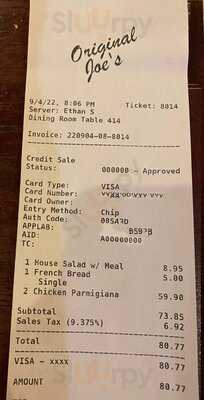 Original
Joe's
9/4/22, 8:06 PM Ticket: 8014
Server: Ethan S
Dining Room Table 414
Invoice: 220904-08-8014
Credit Sale
Status: 000000 - Approved
Card Type: VISA
Card Number:
Card Owner:
Entry Method: Chip
Auth Code:
APPLAB:
AID: A00000000
TC:
1 House Salad w/ Meal 8.95
1 French Bread 5.00
Single
2 Chicken Parmigiana 59.90
Subtotal 73.85
Sales Tax (9.375%) 6.92
Total 80.77
VISA - xxxx 80.77
AMOUNT 80.77
Sluurpy